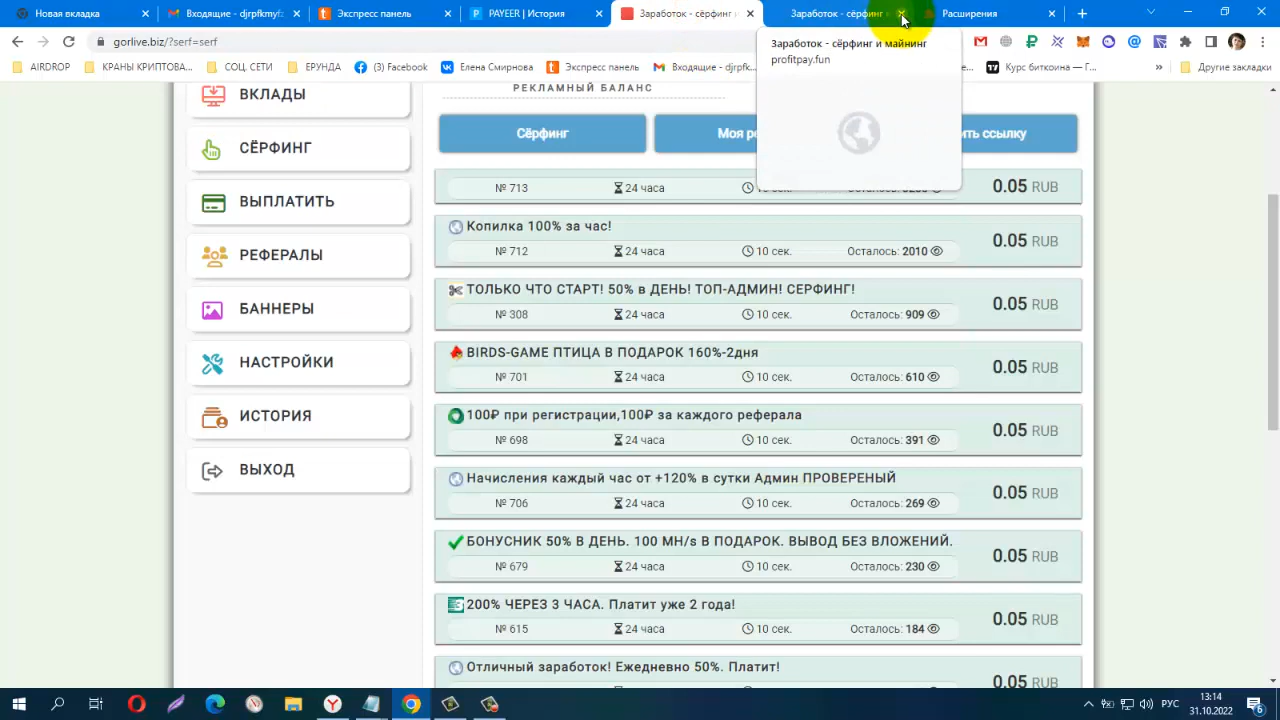 Новая вкладка
Входящие - djrpfkmyf
Экспресс панель
PAYEER | История
Заработок - сёрфинг и
Заработок - сёрфинг
Расширения
gorlive.biz/?serf=serf
AIRDROP
КРАНЫ КРИПТОВА...
СОЦ. СЕТИ
ЕРУНДА
(3) Facebook
Елена Смирнова
Экспресс панель
Входящие - djrpfk...
Курс биткоина — Г...
»
Другие закладки
Заработок - сёрфинг и майнинг
profitpay.fun
ВКЛАДЫ
СЁРФИНГ
ВЫПЛАТИТЬ
РЕФЕРАЛЫ
БАННЕРЫ
НАСТРОЙКИ
ИСТОРИЯ
ВЫХОД
РЕКЛАМНЫЙ БАЛАНС
Сёрфинг
Моя ре
ить ссылку
№ 713
24 часа
0.05 RUB
Копилка 100% за час!
№ 712
24 часа
10 сек.
Осталось: 2010
0.05 RUB
ТОЛЬКО ЧТО СТАРТ! 50% в ДЕНЬ! ТОП-АДМИН! СЕРФИНГ!
№ 308
24 часа
10 сек.
Осталось: 909
0.05 RUB
BIRDS-GAME ПТИЦА В ПОДАРОК 160%-2дня
№ 701
24 часа
10 сек.
Осталось: 610
0.05 RUB
100₽ при регистрации,100₽ за каждого реферала
№ 698
24 часа
10 сек.
Осталось: 391
0.05 RUB
Начисления каждый час от +120% в сутки Админ ПРОВЕРЕНЫЙ
№ 706
24 часа
10 сек.
Осталось: 269
0.05 RUB
БОНУСНИК 50% В ДЕНЬ. 100 MH/s В ПОДАРОК. ВЫВОД БЕЗ ВЛОЖЕНИЙ.
№ 679
24 часа
10 сек.
Осталось: 230
0.05 RUB
200% ЧЕРЕЗ 3 ЧАСА. Платит уже 2 года!
№ 615
24 часа
10 сек.
Осталось: 184
0.05 RUB
Отличный заработок! Ежедневно 50%. Платит!
0.05 RUB
РУС
13:14
31.10.2022
6